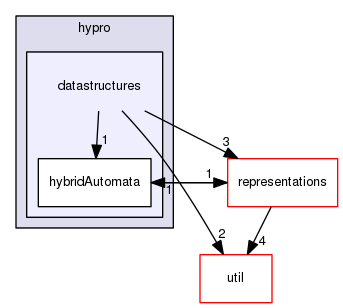 hypro
datastructures
1
3
hybridAutomata
1
1
representations
2
4
util